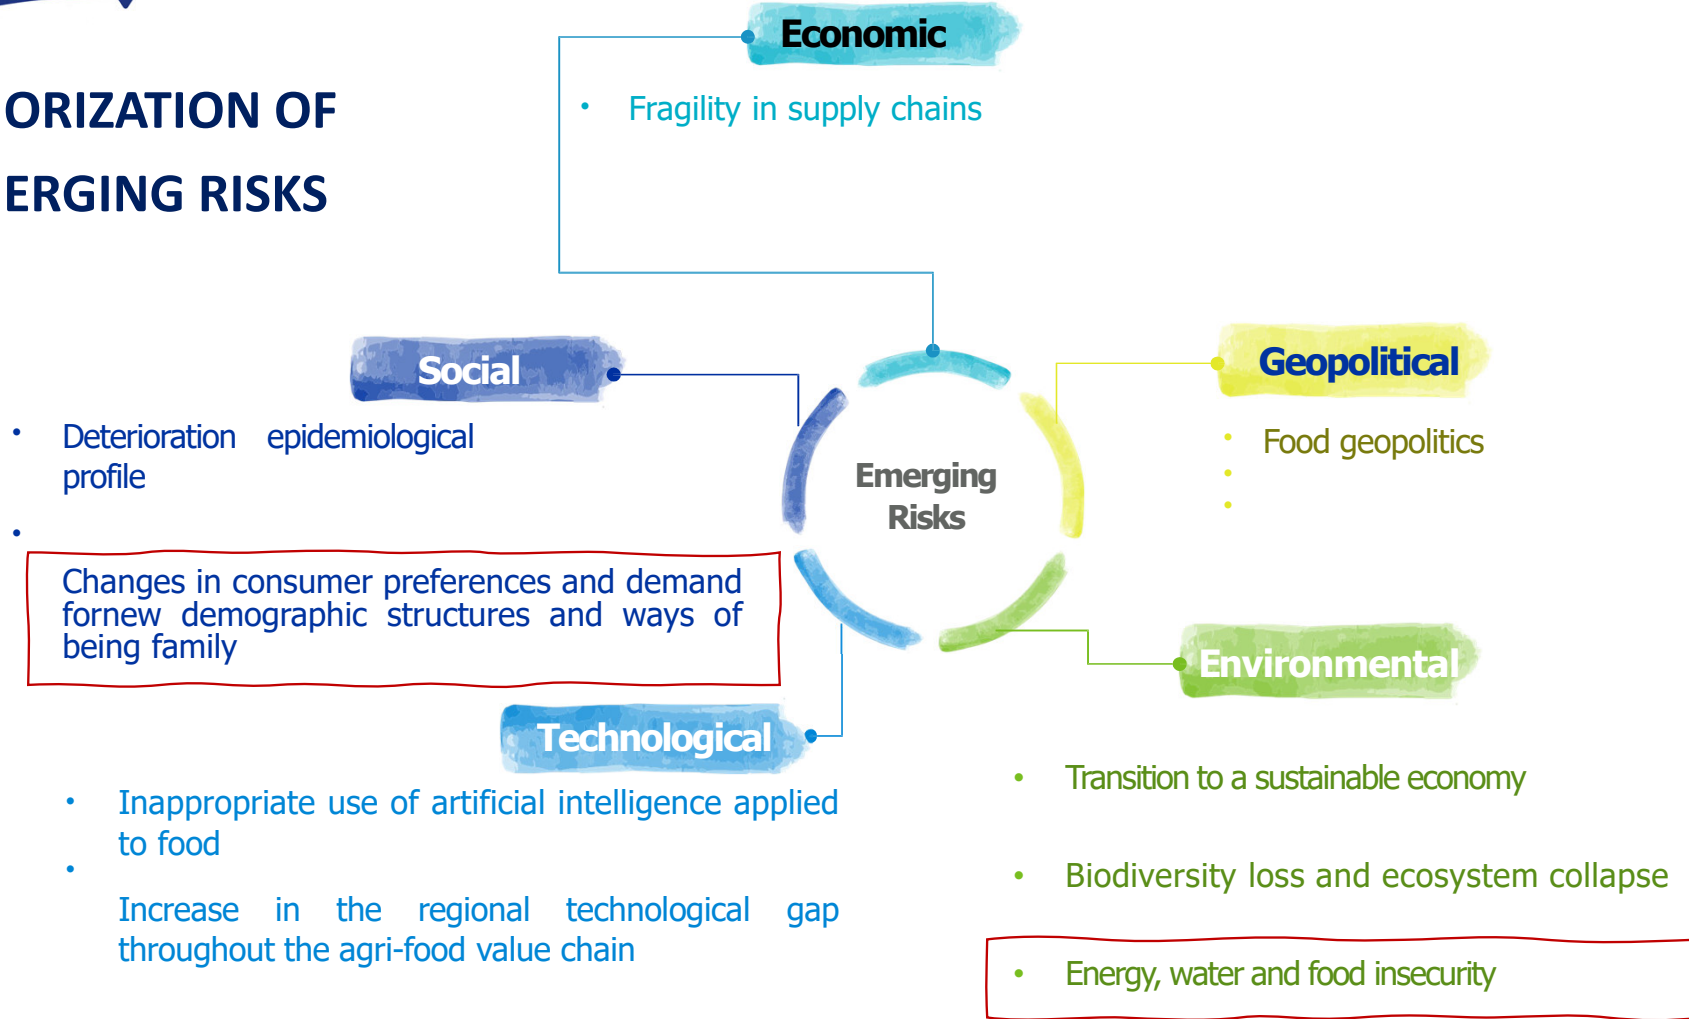 ORIZATION OF
ERGING RISKS
Economic
• Fragility in supply chains
Social
• Deterioration epidemiological
profile
•
Changes in consumer preferences and demand
fornew demographic structures and ways of
being family
Emerging
Risks
Geopolitical
• Food geopolitics
•
•
Technological
• Inappropriate use of artificial intelligence applied
to food
•
Increase in the regional technological gap
throughout the agri-food value chain
Environmental
• Transition to a sustainable economy
• Biodiversity loss and ecosystem collapse
• Energy, water and food insecurity